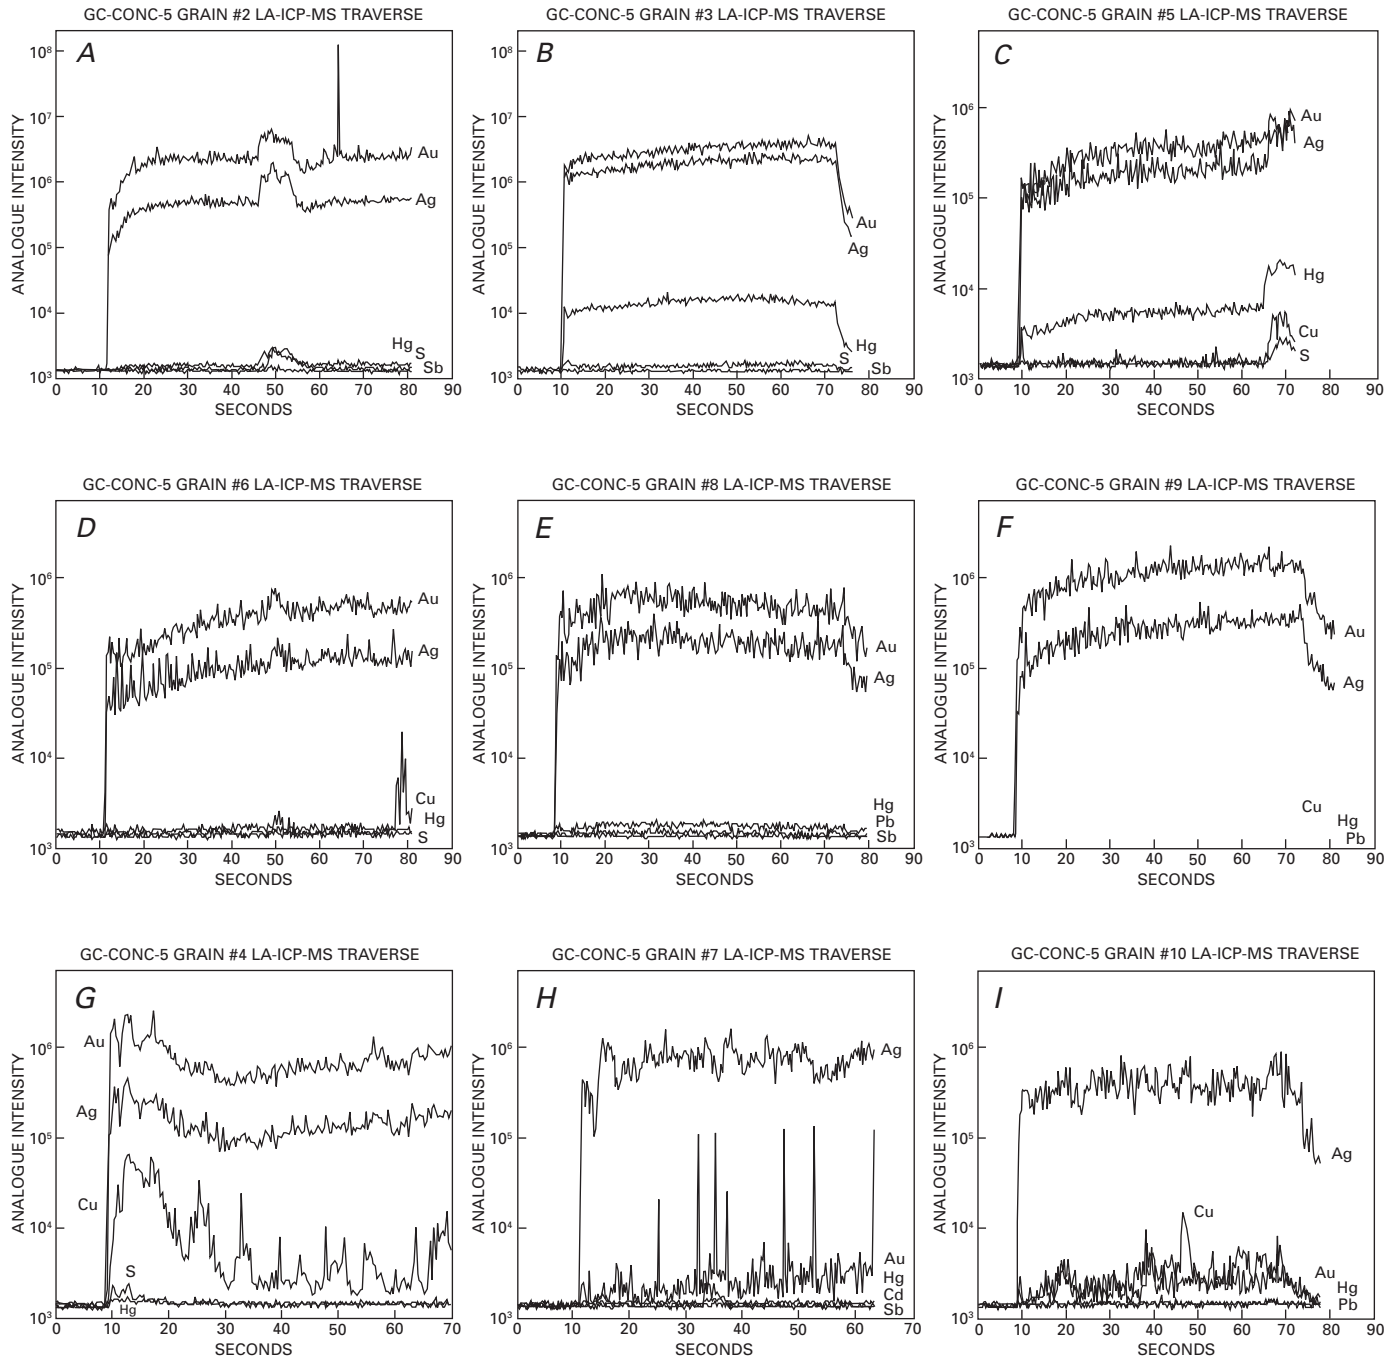 GC-CONC-5 GRAIN #2 LA-ICP-MS TRAVERSE
A
ANALOGUE INTENSITY
10⁸
10⁷
10⁶
10⁵
10⁴
10³
Au
Ag
Hg
S
Sb
0 10 20 30 40 50 60 70 80 90
SECONDS
GC-CONC-5 GRAIN #3 LA-ICP-MS TRAVERSE
B
ANALOGUE INTENSITY
10⁸
10⁷
10⁶
10⁵
10⁴
10³
Au
Ag
Hg
S
Sb
0 10 20 30 40 50 60 70 80 90
SECONDS
GC-CONC-5 GRAIN #5 LA-ICP-MS TRAVERSE
C
ANALOGUE INTENSITY
10⁶
10⁵
10⁴
10³
Au
Ag
Hg
Cu
S
0 10 20 30 40 50 60 70 80 90
SECONDS
GC-CONC-5 GRAIN #6 LA-ICP-MS TRAVERSE
D
ANALOGUE INTENSITY
10⁶
10⁵
10⁴
10³
Au
Ag
Cu
Hg
S
0 10 20 30 40 50 60 70 80 90
SECONDS
GC-CONC-5 GRAIN #8 LA-ICP-MS TRAVERSE
E
ANALOGUE INTENSITY
10⁶
10⁵
10⁴
10³
Au
Ag
Hg
Pb
Sb
0 10 20 30 40 50 60 70 80 90
SECONDS
GC-CONC-5 GRAIN #9 LA-ICP-MS TRAVERSE
F
ANALOGUE INTENSITY
10⁶
10⁵
10⁴
10³
Au
Ag
Cu
Hg
Pb
0 10 20 30 40 50 60 70 80 90
SECONDS
GC-CONC-5 GRAIN #4 LA-ICP-MS TRAVERSE
G
ANALOGUE INTENSITY
10⁶
10⁵
10⁴
10³
Au
Ag
Cu
S
Hg
0 10 20 30 40 50 60 70
SECONDS
GC-CONC-5 GRAIN #7 LA-ICP-MS TRAVERSE
H
ANALOGUE INTENSITY
10⁶
10⁵
10⁴
10³
Ag
Au
Hg
Cd
Sb
0 10 20 30 40 50 60 70
SECONDS
GC-CONC-5 GRAIN #10 LA-ICP-MS TRAVERSE
I
ANALOGUE INTENSITY
10⁶
10⁵
10⁴
10³
Ag
Cu
Au
Hg
Pb
0 10 20 30 40 50 60 70 80 90
SECONDS